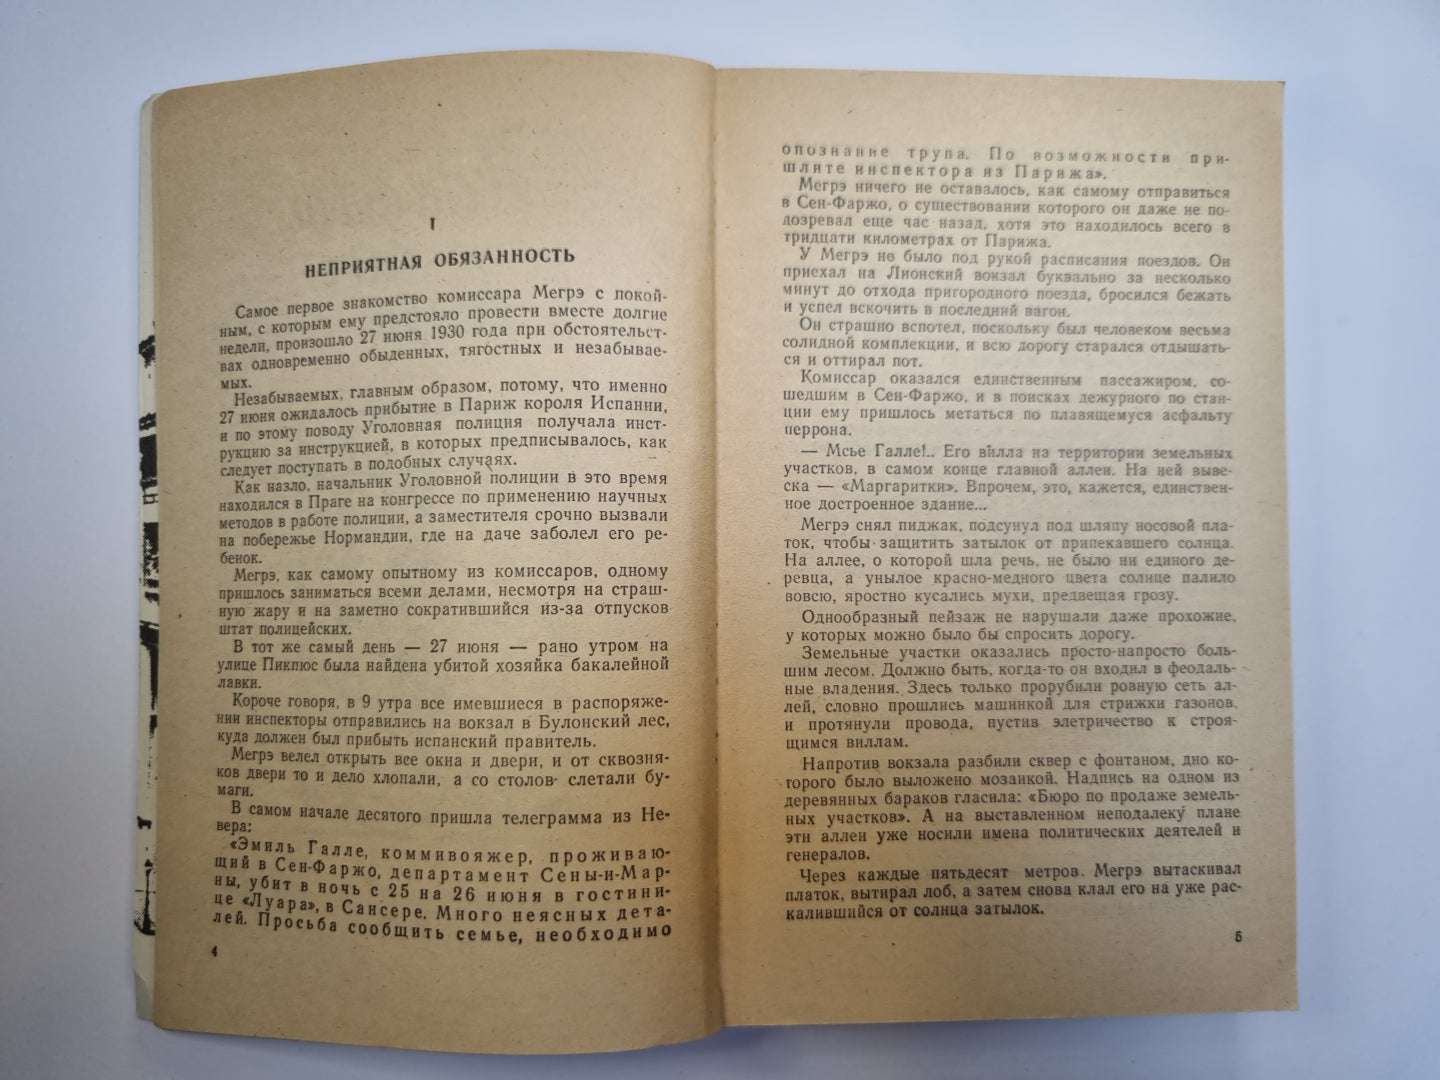 I
НЕПРИЯТНАЯ ОБЯЗАННОСТЬ
Самое первое знакомство комиссара Мегрэ с покой-
ным, с которым ему предстояло провести вместе долгие
недели, произошло 27 июня 1930 года при обстоятельст-
вах одновременно обыденных, тягостных и незабывае-
мых.
Незабываемых, главным образом, потому, что именно
27 июня ожидалось прибытие в Париж короля Испании,
и по этому поводу Уголовная полиция получала инст-
рукцию за инструкцией, в которых предписывалось, как
следует поступать в подобных случаях.
Как назло, начальник Уголовной полиции в это время
находился в Праге на конгрессе по применению научных
методов в работе полиции, а заместителя срочно вызвали
на побережье Нормандии, где на даче заболел его ре-
бенок.
Мегрэ, как самому опытному из комиссаров, одному
пришлось заниматься всеми делами, несмотря на страш-
ную жару и на заметно сократившийся из-за отпусков
штат полицейских.
В тот же самый день — 27 июня — рано утром на
улице Пикпюс была найдена убитой хозяйка бакалейной
лавки.
Короче говоря, в 9 утра все имевшиеся в распоряже-
нии инспекторы отправились на вокзал в Булонский лес,
куда должен был прибыть испанский правитель.
Мегрэ велел открыть все окна и двери, и от сквозня-
ков двери то и дело хлопали, а со столов слетали бу-
маги.
В самом начале десятого пришла телеграмма из Не-
вера:
«Эмиль Галле, коммивояжер, проживаю-
щий в Сен-Фаржо, департамент Сены-и-Мар-
ны, убит в ночь с 25 на 26 июня в гостини-
це «Луара», в Сансере. Много неясных дета-
лей. Просьба сообщить семье, необходимо
4
опознание трупа. По возможности при-
шлите инспектора из Парижа».
Мегрэ ничего не оставалось, как самому отправиться
в Сен-Фаржо, о существовании которого он даже не по-
дозревал еще час назад, хотя это находилось всего в
тридцати километрах от Парижа.
У Мегрэ не было под рукой расписания поездов. Он
приехал на Лионский вокзал буквально за несколько
минут до отхода пригородного поезда, бросился бежать
и успел вскочить в последний вагон.
Он страшно вспотел, поскольку был человеком весьма
солидной комплекции, и всю дорогу старался отдышать-
ся и оттирал пот.
Комиссар оказался единственным пассажиром, со-
шедшим в Сен-Фаржо, и в поисках дежурного по стан-
ции ему пришлось метаться по плавящемуся асфальту
перрона.
— Мсье Галле!.. Его вилла на территории земельных
участков, в самом конце главной аллеи. На ней выве-
ска — «Маргаритки». Впрочем, это, кажется, единствен-
ное достроенное здание...
Мегрэ снял пиджак, подсунул под шляпу носовой пла-
ток, чтобы защитить затылок от припекавшего солнца.
На аллее, о которой шла речь, не было ни единого де-
ревца, а унылое красно-медного цвета солнце палило
вовсю, яростно кусались мухи, предвещая грозу.
Однообразный пейзаж не нарушали даже прохожие,
у которых можно было бы спросить дорогу.
Земельные участки оказались просто-напросто боль-
шим лесом. Должно быть, когда-то он входил в феодаль-
ные владения. Здесь только прорубили ровную сеть ал-
лей, словно прошлись машинкой для стрижки газонов,
и протянули провода, пустив элетричество к строя-
щимся виллам.
Напротив вокзала разбили сквер с фонтаном, дно ко-
торого было выложено мозаикой. Надпись на одном из
деревянных бараков гласила: «Бюро по продаже земель-
ных участков». А на выставленном неподалеку плане
эти аллеи уже носили имена политических деятелей и
генералов.
Через каждые пятьдесят метров Мегрэ вытаскивал
платок, вытирал лоб, а затем снова клал его на уже рас-
калившийся от солнца затылок.
5